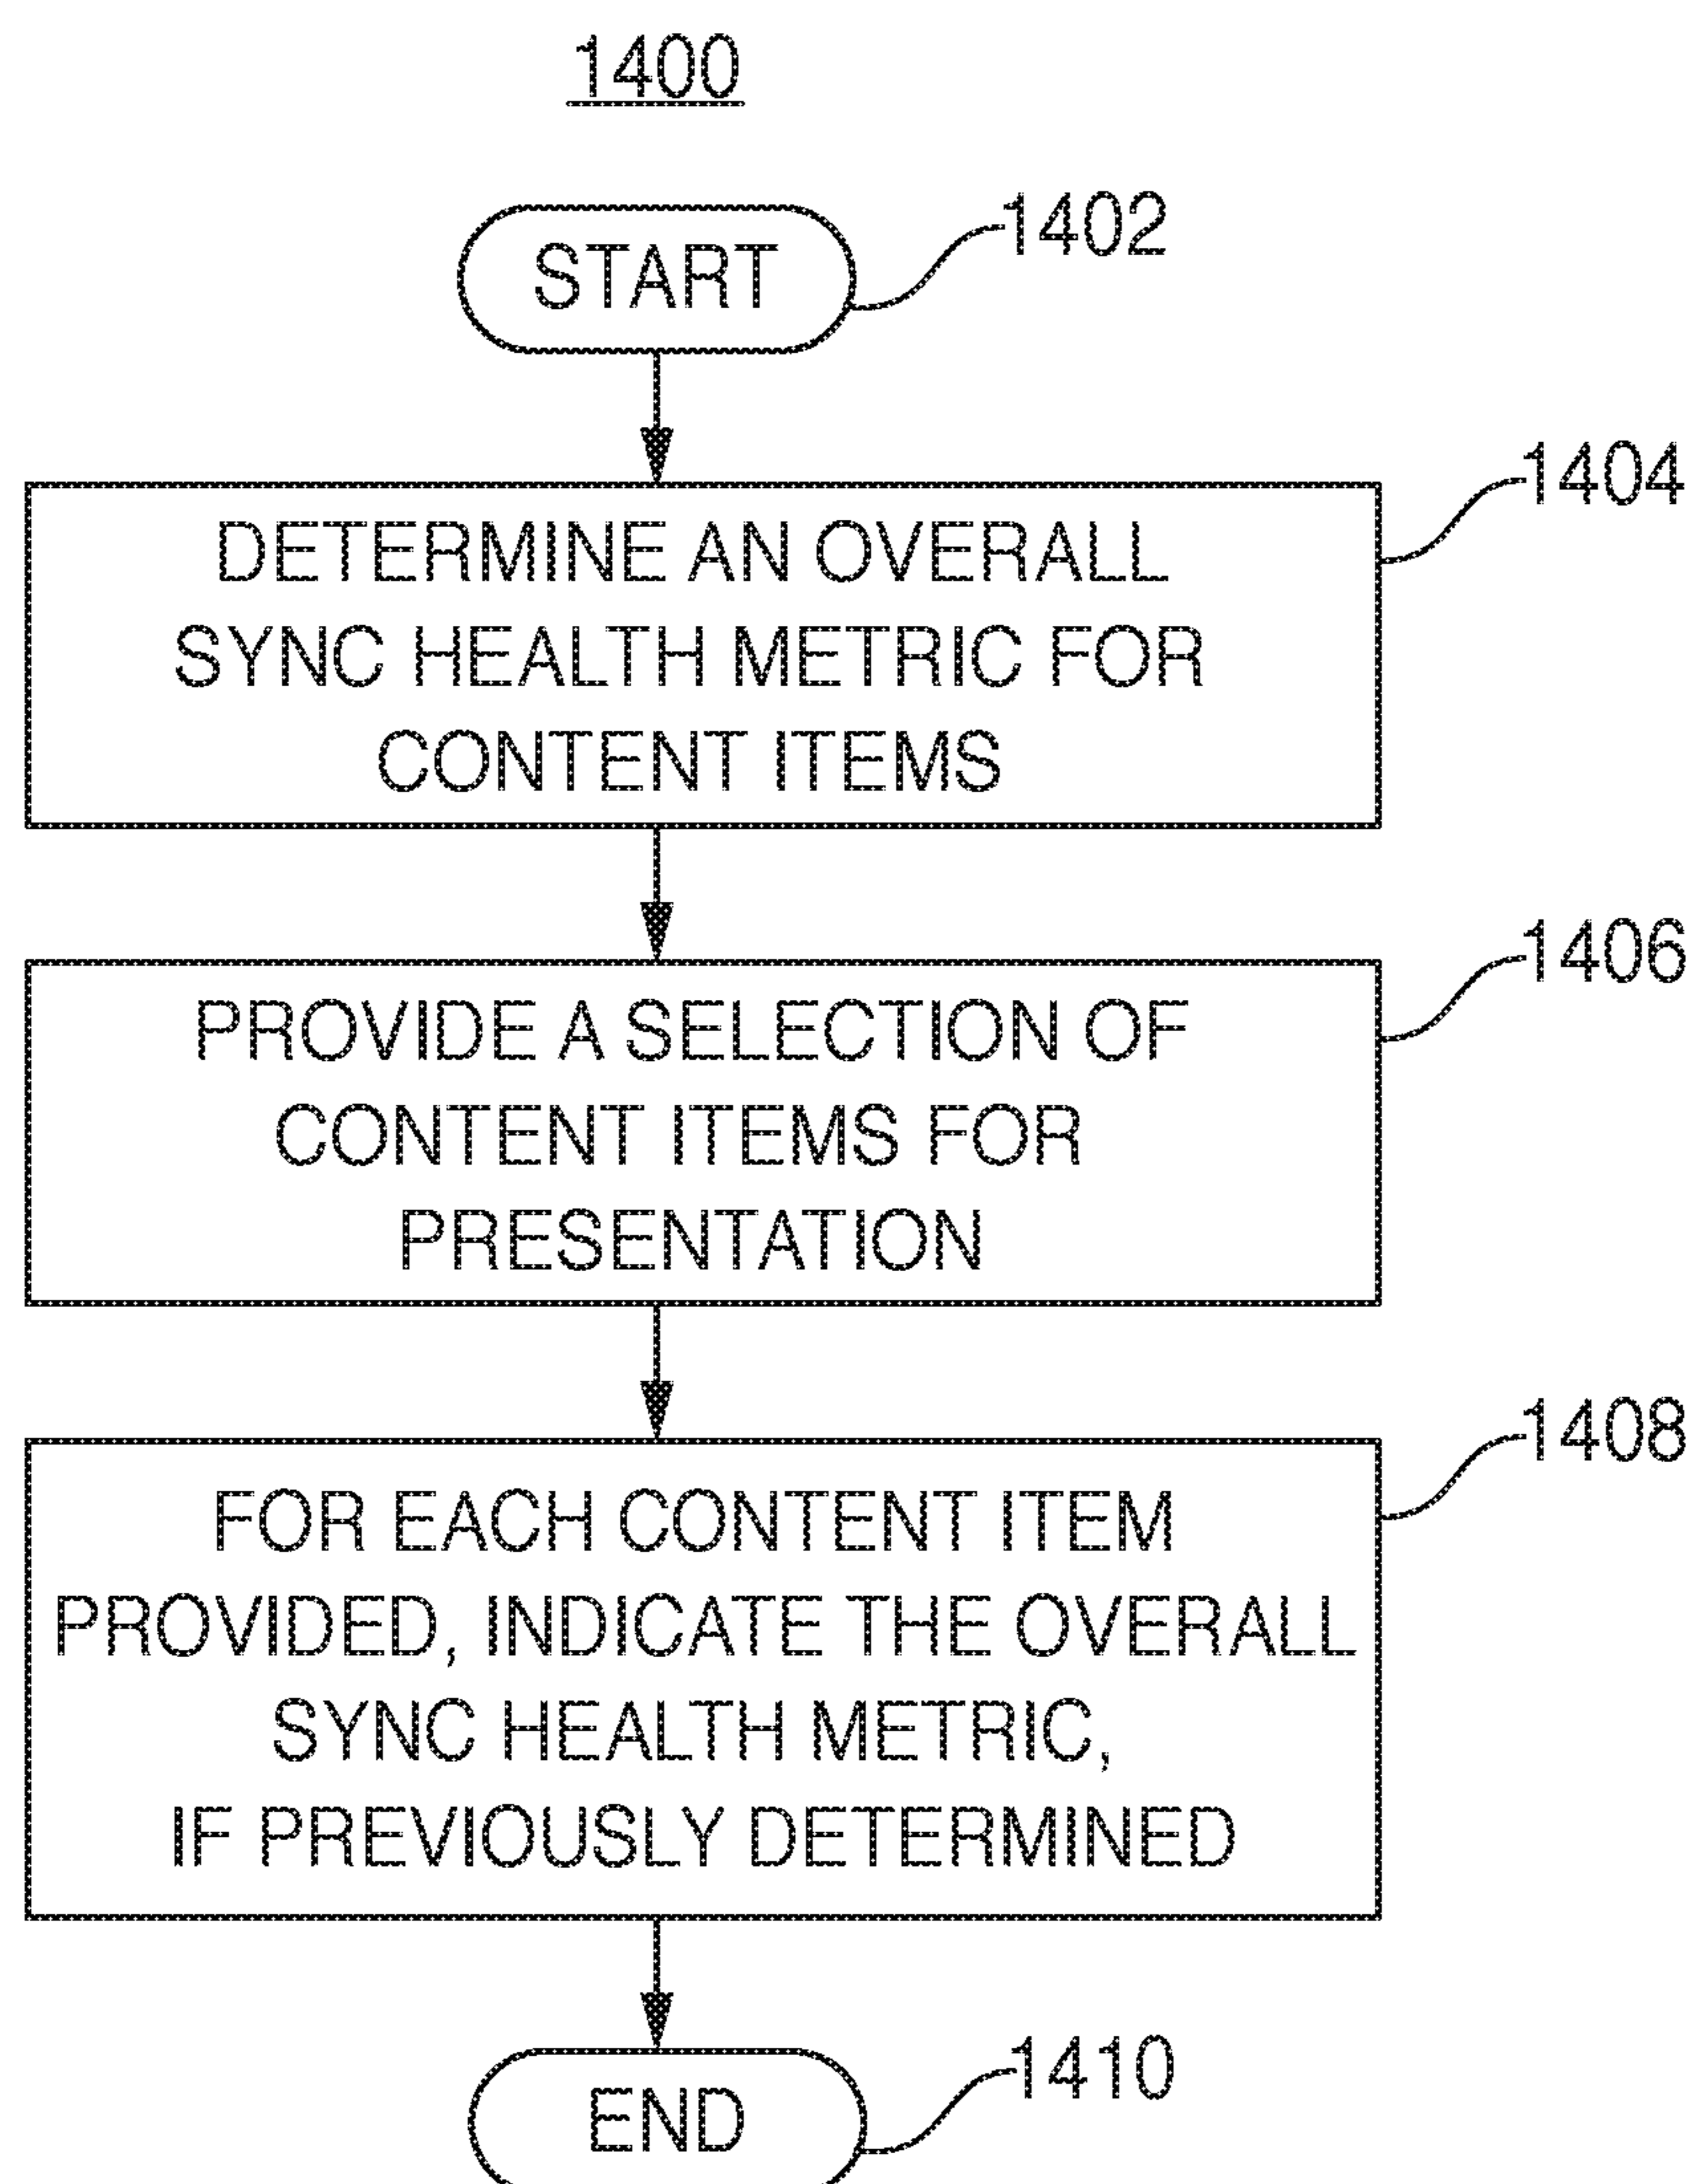 1400
START
1402
1404
DETERMINE AN OVERALL
SYNC HEALTH METRIC FOR
CONTENT ITEMS
1406
PROVIDE A SELECTION OF
CONTENT ITEMS FOR
PRESENTATION
1408
FOR EACH CONTENT ITEM
PROVIDED, INDICATE THE OVERALL
SYNC HEALTH METRIC,
IF PREVIOUSLY DETERMINED
1410
END